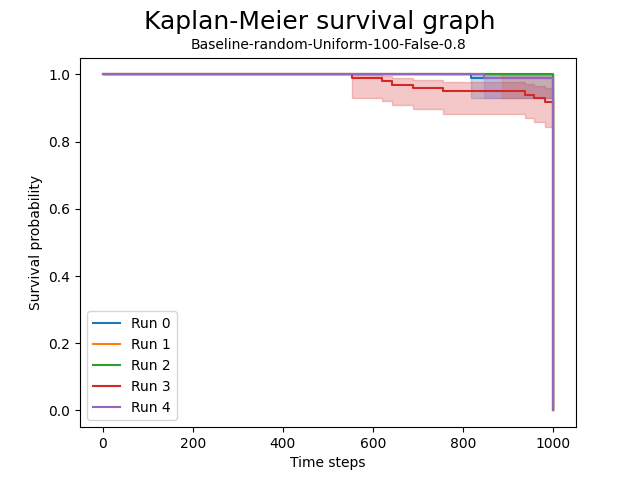 Kaplan-Meier survival graph
Baseline-random-Uniform-100-False-0.8
1.0
0.8
0.6
0.4
0.2
0.0
Survival probability
Run 0
Run 1
Run 2
Run 3
Run 4
0 200 400 600 800 1000
Time steps